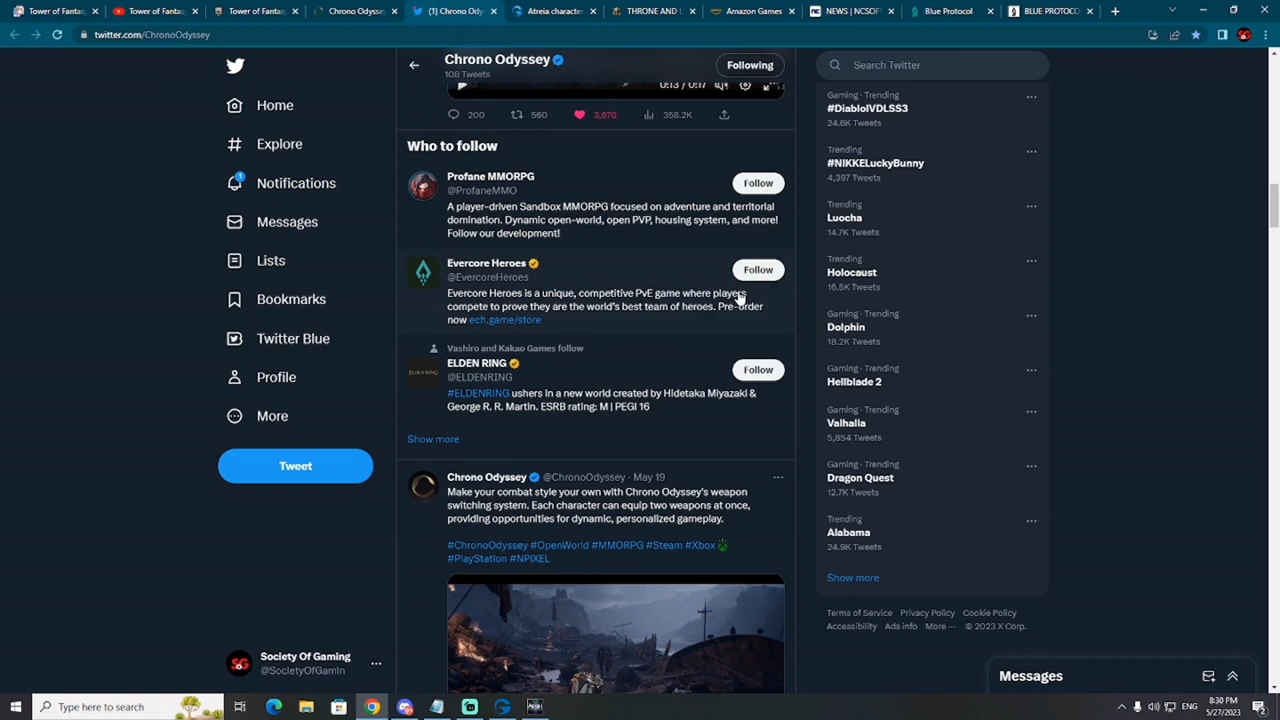 Tower of Fantas
Tower of Fantas
Tower of Fantas
Chrono Odysse
(1) Chrono Ody
Atreia character
THRONE AND L
Amazon Games
NEWS | NCSOFT
Blue Protocol
BLUE PROTOCO
twitter.com/ChronoOdyssey
Home
Explore
1
Notifications
Messages
Lists
Bookmarks
Twitter Blue
Profile
More
Tweet
Society Of Gaming
@SocietyOfGamin
Chrono Odyssey
108 Tweets
Following
0:13 / 0:17
200
560
3,670
358.2K
Who to follow
Profane MMORPG
@ProfaneMMO
Follow
A player-driven Sandbox MMORPG focused on adventure and territorial
domination. Dynamic open-world, open PVP, housing system, and more!
Follow our development!
Evercore Heroes
@EvercoreHeroes
Follow
Evercore Heroes is a unique, competitive PvE game where players
compete to prove they are the world's best team of heroes. Pre-order
now ech.game/store
Vashiro and Kakao Games follow
ELDEN RING
@ELDENRING
Follow
#ELDENRING ushers in a new world created by Hidetaka Miyazaki &
George R. R. Martin. ESRB rating: M | PEGI 16
Show more
Chrono Odyssey @ChronoOdyssey · May 19
Make your combat style your own with Chrono Odyssey's weapon
switching system. Each character can equip two weapons at once,
providing opportunities for dynamic, personalized gameplay.
#ChronoOdyssey #OpenWorld #MMORPG #Steam #Xbox
#PlayStation #NPIXEL
Search Twitter
Gaming · Trending
#DiabloIVDLSS3
24.6K Tweets
Trending
#NIKKELuckyBunny
4,397 Tweets
Trending
Luocha
14.7K Tweets
Trending
Holocaust
16.5K Tweets
Trending
Dolphin
18.2K Tweets
Gaming · Trending
Hellblade 2
Gaming · Trending
Valhalla
5,854 Tweets
Gaming · Trending
Dragon Quest
12.7K Tweets
Trending
Alabama
24.9K Tweets
Show more
Terms of Service Privacy Policy Cookie Policy
Accessibility Ads info More ··· © 2023 X Corp.
Messages
Type here to search
ENG
8:30 PM
5/27/2023
2